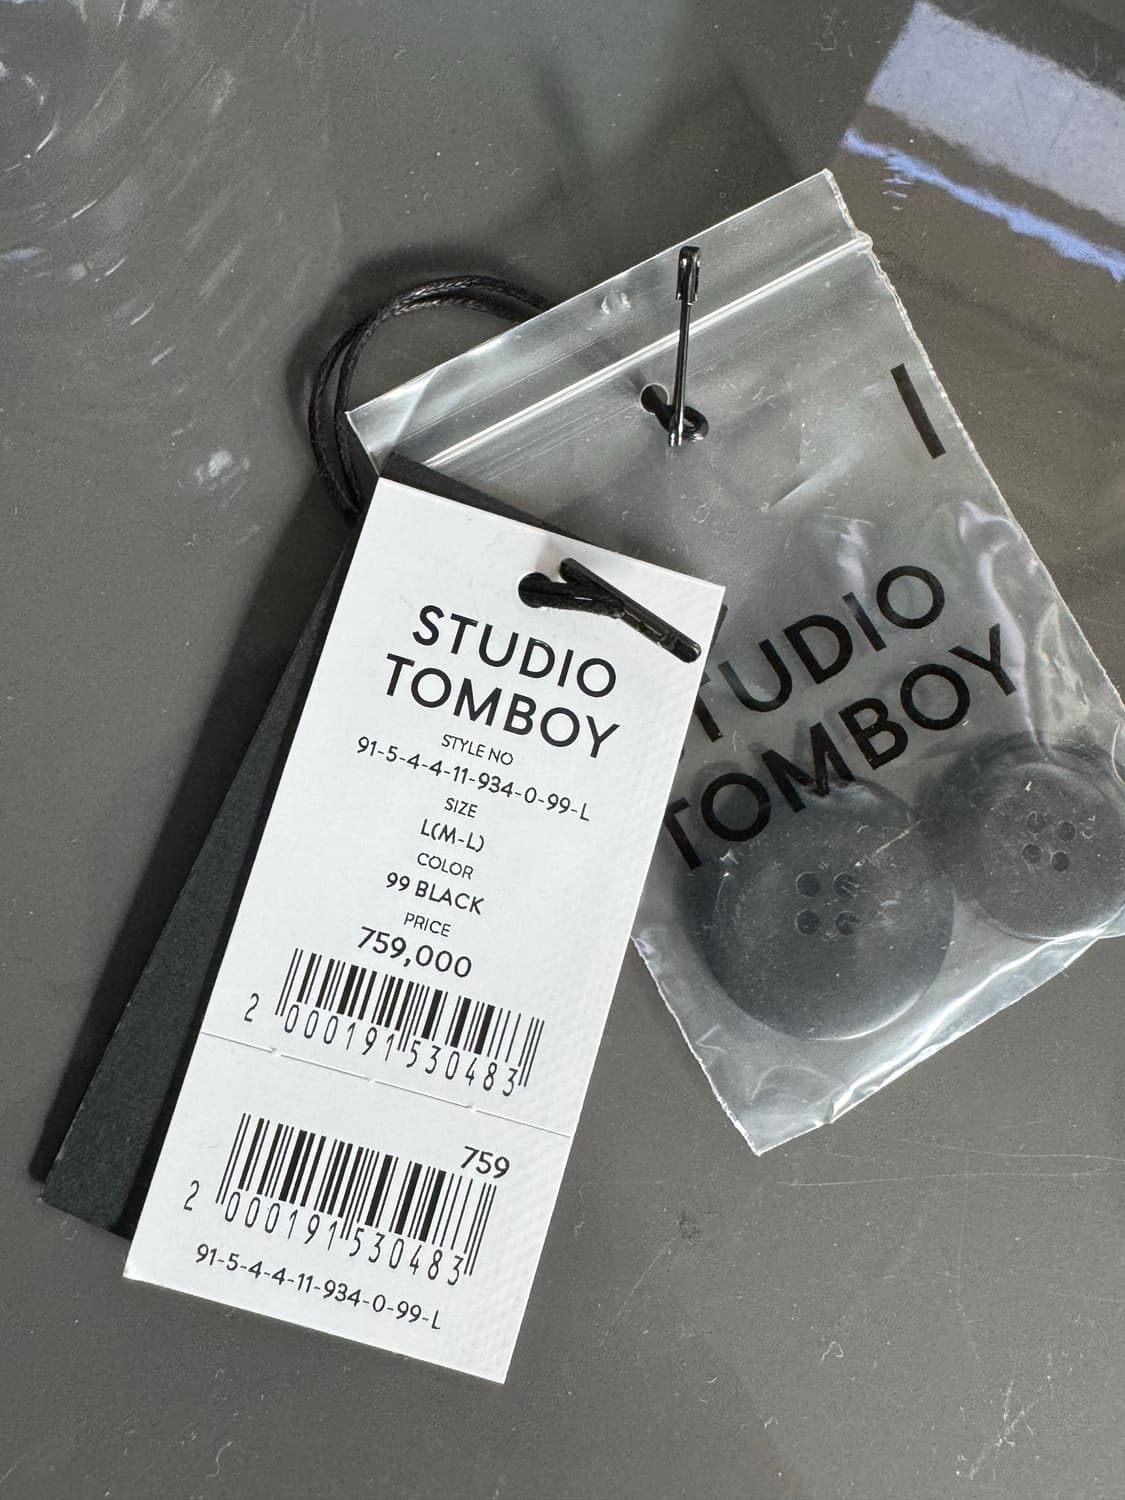 STUDIO
TOMBOY
STYLE NO
91-5-4-4-11-934-0-99-L
SIZE
L(M-L)
COLOR
99 BLACK
PRICE
759,000
2 000191 530483
759
2 000191 530483
91-5-4-4-11-934-0-99-L
STUDIO
TOMBOY